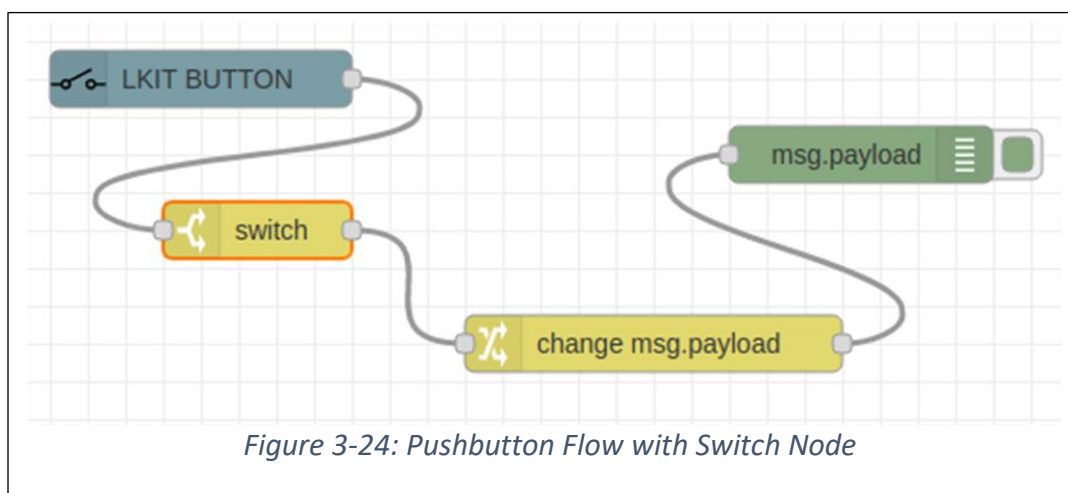 LKIT BUTTON
msg.payload
switch
change msg.payload
Figure 3-24: Pushbutton Flow with Switch Node